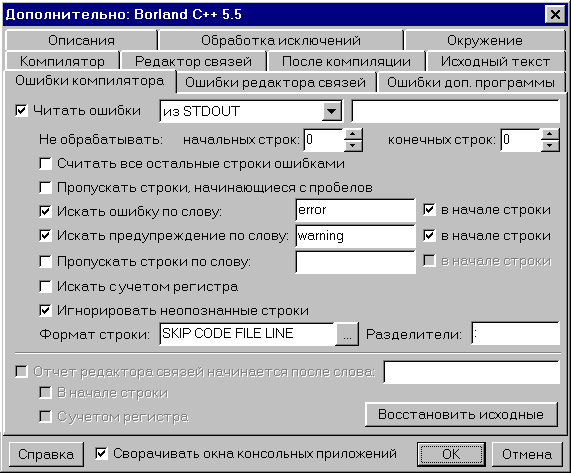 Дополнительно: Borland C++ 5.5
Описания Обработка исключений Окружение
Компилятор Редактор связей После компиляции Исходный текст
Ошибки компилятора Ошибки редактора связей Ошибки доп. программы
Читать ошибки из STDOUT
Не обрабатывать: начальных строк: 0 конечных строк: 0
Считать все остальные строки ошибками
Пропускать строки, начинающиеся с пробелов
Искать ошибку по слову: error в начале строки
Искать предупреждение по слову: warning в начале строки
Пропускать строки по слову: в начале строки
Искать с учетом регистра
Игнорировать неопознанные строки
Формат строки: SKIP CODE FILE LINE ... Разделители: :
Отчет редактора связей начинается после слова:
В начале строки
С учетом регистра
Восстановить исходные
Справка Сворачивать окна консольных приложений OK Отмена